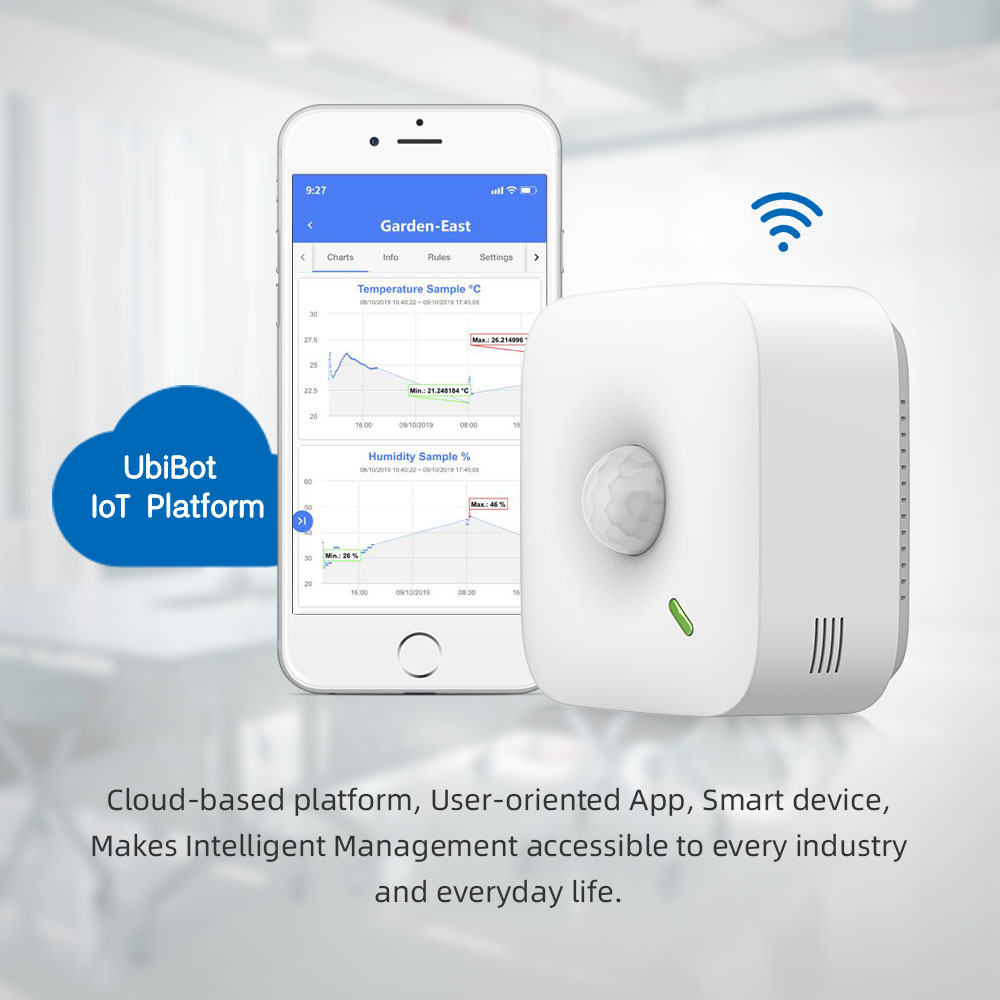 9:27
Garden-East
Charts Info Rules Settings
Temperature Sample °C
08/10/2019 10:40:22 ~ 09/10/2019 17:45:05
30
27.5
25
22.5
20
Max.: 26.214996 °
Min.: 21.248184 °C
16:00 09/10/2019 08:00 16
Humidity Sample %
08/10/2019 10:40:22 ~ 09/10/2019 17:45:05
60
50
40
30
20
Max.: 46 %
Min.: 26 %
16:00 09/10/2019 08:00 16
UbiBot
IoT Platform
Cloud-based platform, User-oriented App, Smart device,
Makes Intelligent Management accessible to every industry
and everyday life.